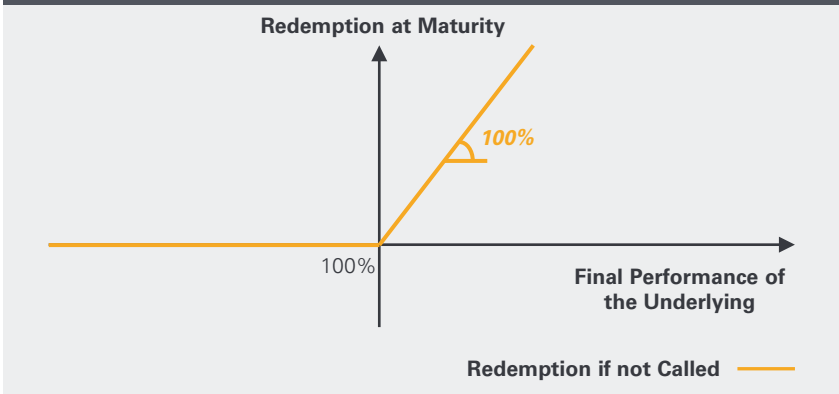 Redemption at Maturity
100%
100%
Final Performance of
the Underlying
Redemption if not Called